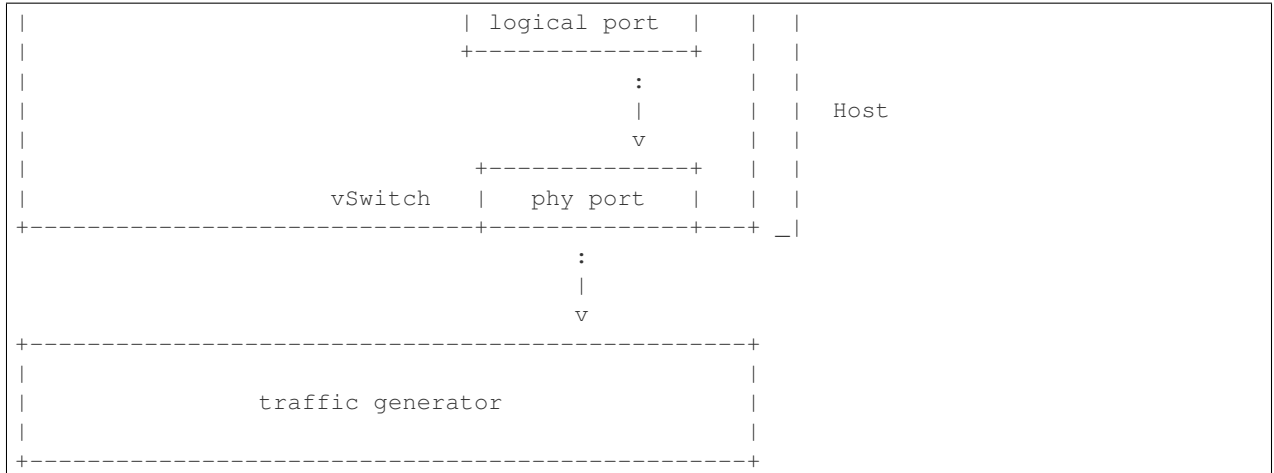 |                              | logical port  |   |  |
|                              +---------------+   |  |
|                                          :       |  |
|                                          |       |  |  Host
|                                          v       |  |
|                               +--------------+   |  |
|                     vSwitch   |   phy port   |   |  |
+-------------------------------+--------------+---+ _|
                                       :
                                       |
                                       v
+--------------------------------------------------+
|                                                  |
|                traffic generator                 |
|                                                  |
+--------------------------------------------------+